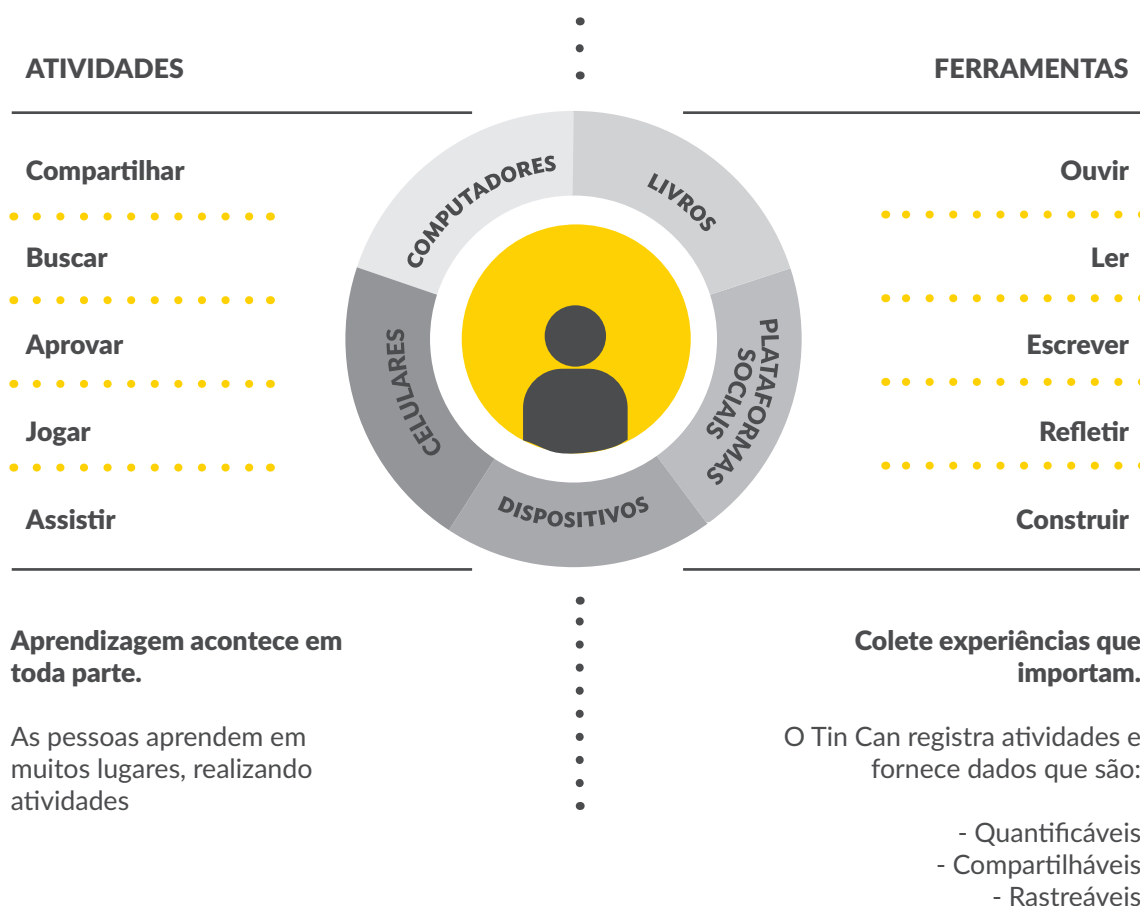 ATIVIDADES
Compartilhar
Buscar
Aprovar
Jogar
Assistir
COMPUTADORES
LIVROS
PLATAFORMAS
SOCIAIS
DISPOSITIVOS
CELULARES
FERRAMENTAS
Ouvir
Ler
Escrever
Refletir
Construir
Aprendizagem acontece em
toda parte.
As pessoas aprendem em
muitos lugares, realizando
atividades
Colete experiências que
importam.
O Tin Can registra atividades e
fornece dados que são:
- Quantificáveis
- Compartilháveis
- Rastreáveis